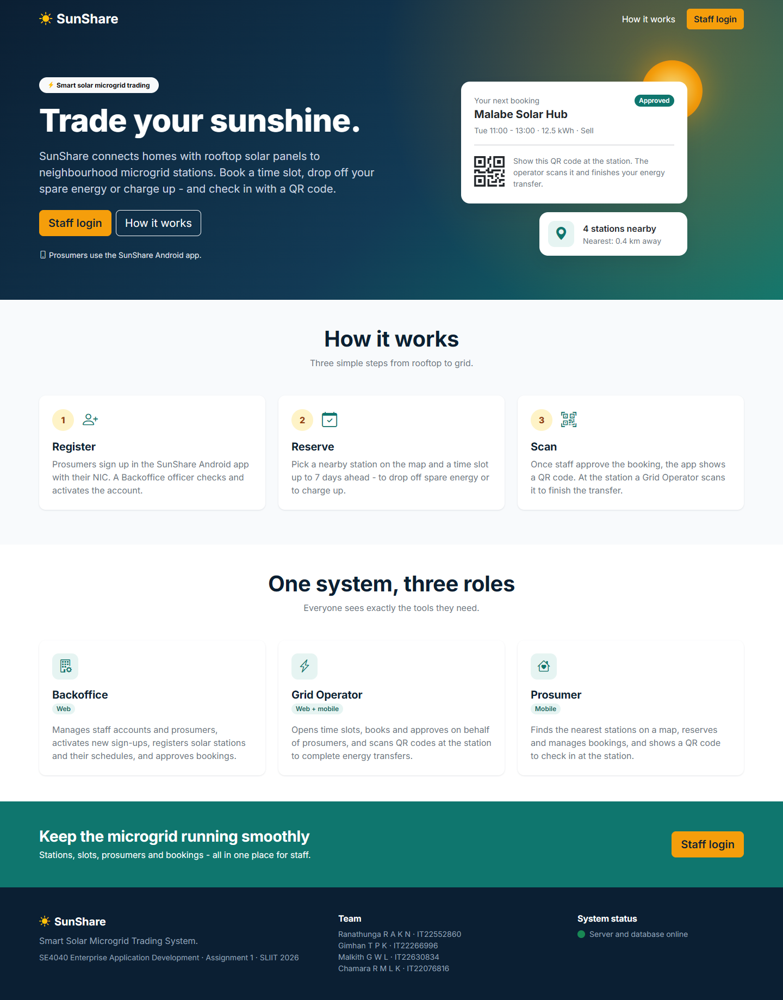 SunShare
How it works
Staff login
Smart solar microgrid trading
Trade your sunshine.
SunShare connects homes with rooftop solar panels to
neighbourhood microgrid stations. Book a time slot, drop off your
spare energy or charge up - and check in with a QR code.
Staff login
How it works
Prosumers use the SunShare Android app.
Your next booking
Approved
Malabe Solar Hub
Tue 11:00 - 13:00 · 12.5 kWh · Sell
Show this QR code at the station. The
operator scans it and finishes your energy
transfer.
4 stations nearby
Nearest: 0.4 km away
How it works
Three simple steps from rooftop to grid.
1
Register
Prosumers sign up in the SunShare Android app
with their NIC. A Backoffice officer checks and
activates the account.
2
Reserve
Pick a nearby station on the map and a time slot
up to 7 days ahead - to drop off spare energy or
to charge up.
3
Scan
Once staff approve the booking, the app shows
a QR code. At the station a Grid Operator scans
it to finish the transfer.
One system, three roles
Everyone sees exactly the tools they need.
Backoffice
Web
Manages staff accounts and prosumers,
activates new sign-ups, registers solar stations
and their schedules, and approves bookings.
Grid Operator
Web + mobile
Opens time slots, books and approves on behalf
of prosumers, and scans QR codes at the station
to complete energy transfers.
Prosumer
Mobile
Finds the nearest stations on a map, reserves
and manages bookings, and shows a QR code
to check in at the station.
Keep the microgrid running smoothly
Stations, slots, prosumers and bookings - all in one place for staff.
Staff login
SunShare
Smart Solar Microgrid Trading System.
SE4040 Enterprise Application Development · Assignment 1 · SLIIT 2026
Team
Ranathunga R A K N · IT22552860
Gimhan T P K · IT22266996
Malkith G W L · IT22630834
Chamara R M L K · IT22076816
System status
Server and database online